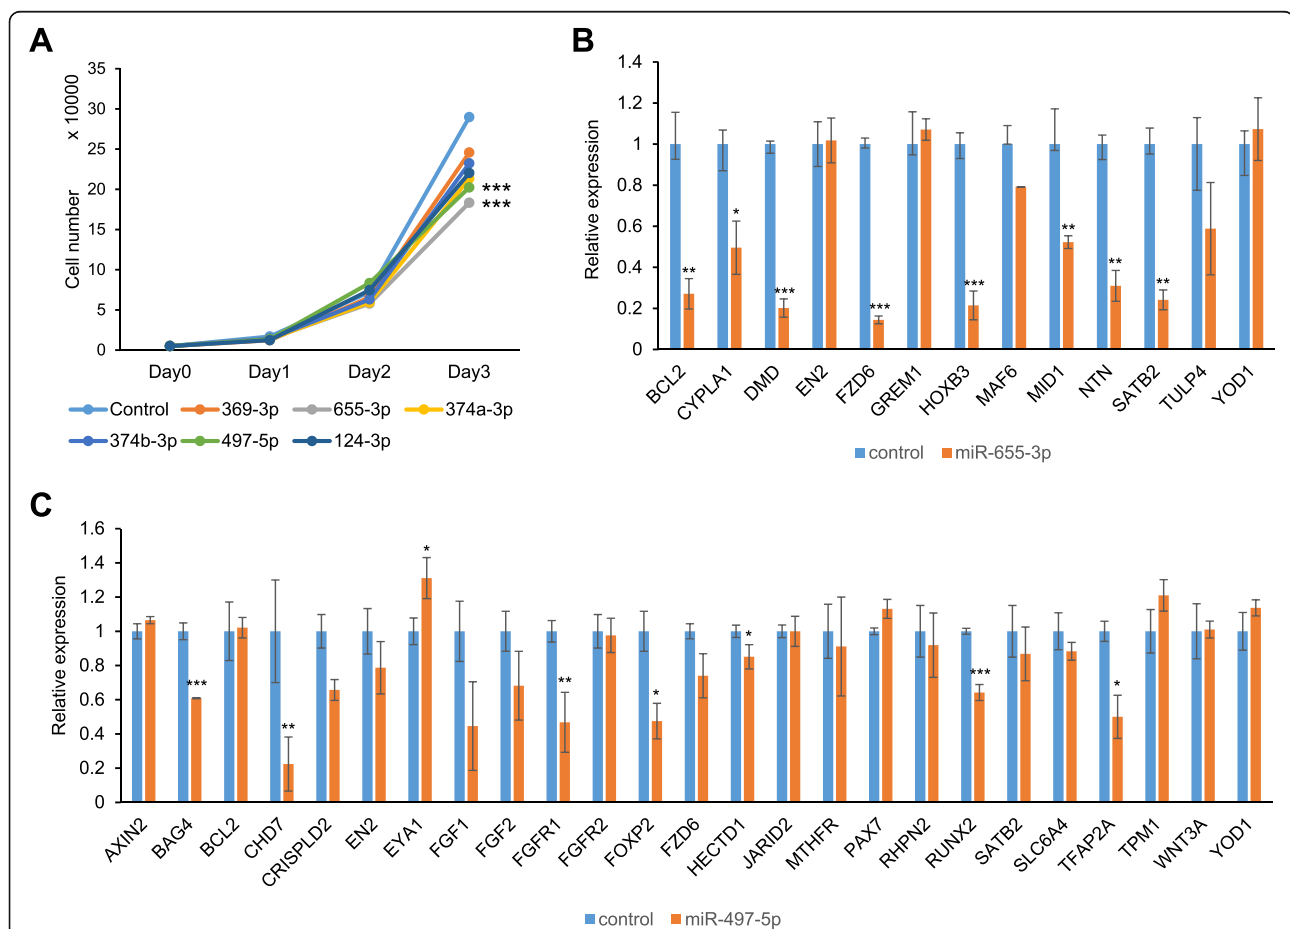 A
x 10000
Cell number
35
30
25
20
15
10
5
0
***
***
Day0 Day1 Day2 Day3
Control 369-3p 655-3p 374a-3p
374b-3p 497-5p 124-3p
B
Relative expression
1.4
1.2
1
0.8
0.6
0.4
0.2
0
** * *** *** *** ** ** **
BCL2 CYPLA1 DMD EN2 FZD6 GREM1 HOXB3 MAF6 MID1 NTN SATB2 TULP4 YOD1
control miR-655-3p
C
Relative expression
1.6
1.4
1.2
1
0.8
0.6
0.4
0.2
0
*** ** * ** * * *** *
AXIN2 BAG4 BCL2 CHD7 CRISPLD2 EN2 EYA1 FGF1 FGF2 FGFR1 FGFR2 FOXP2 FZD6 HECTD1 JARID2 MTHFR PAX7 RHPN2 RUNX2 SATB2 SLC6A4 TFAP2A TPM1 WNT3A YOD1
control miR-497-5p